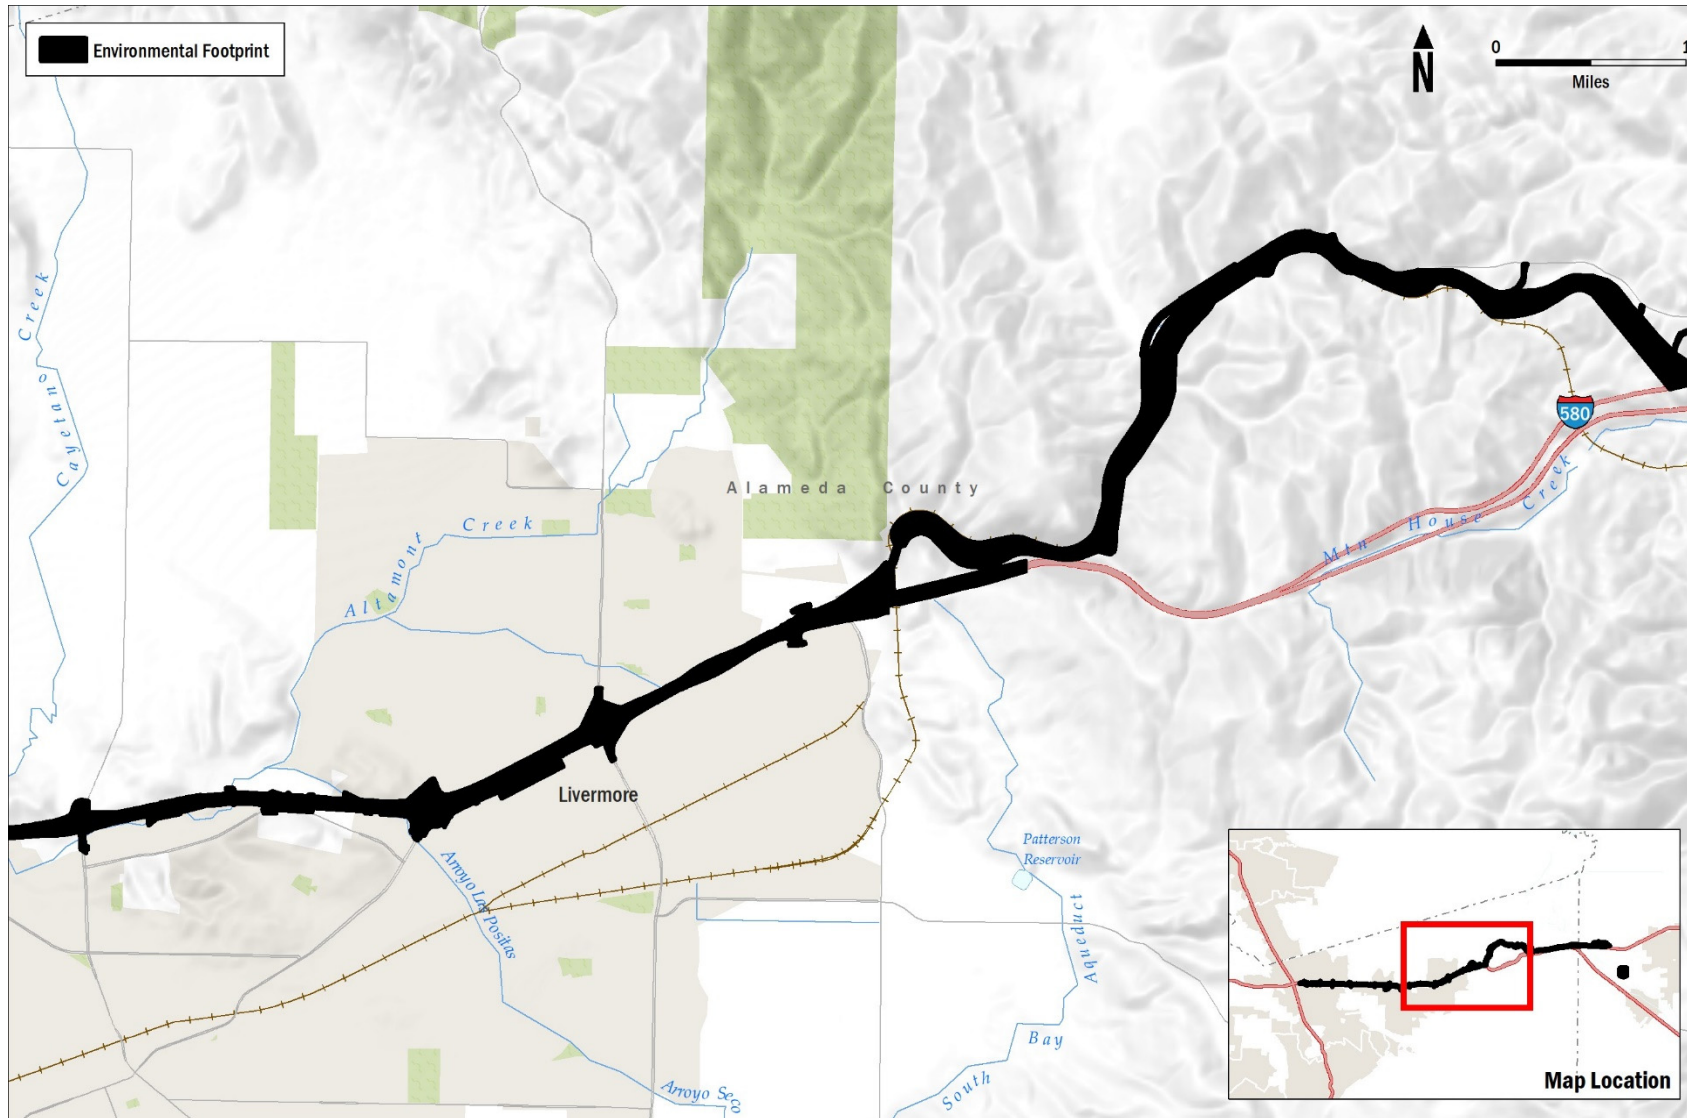 Environmental Footprint
N
0
1
Miles
Cayetano Creek
Alameda County
Altamont Creek
580
Mtn House Creek
Livermore
Arroyo Las Positas
Patterson
Reservoir
South Bay Aqueduct
Arroyo Seco
Map Location